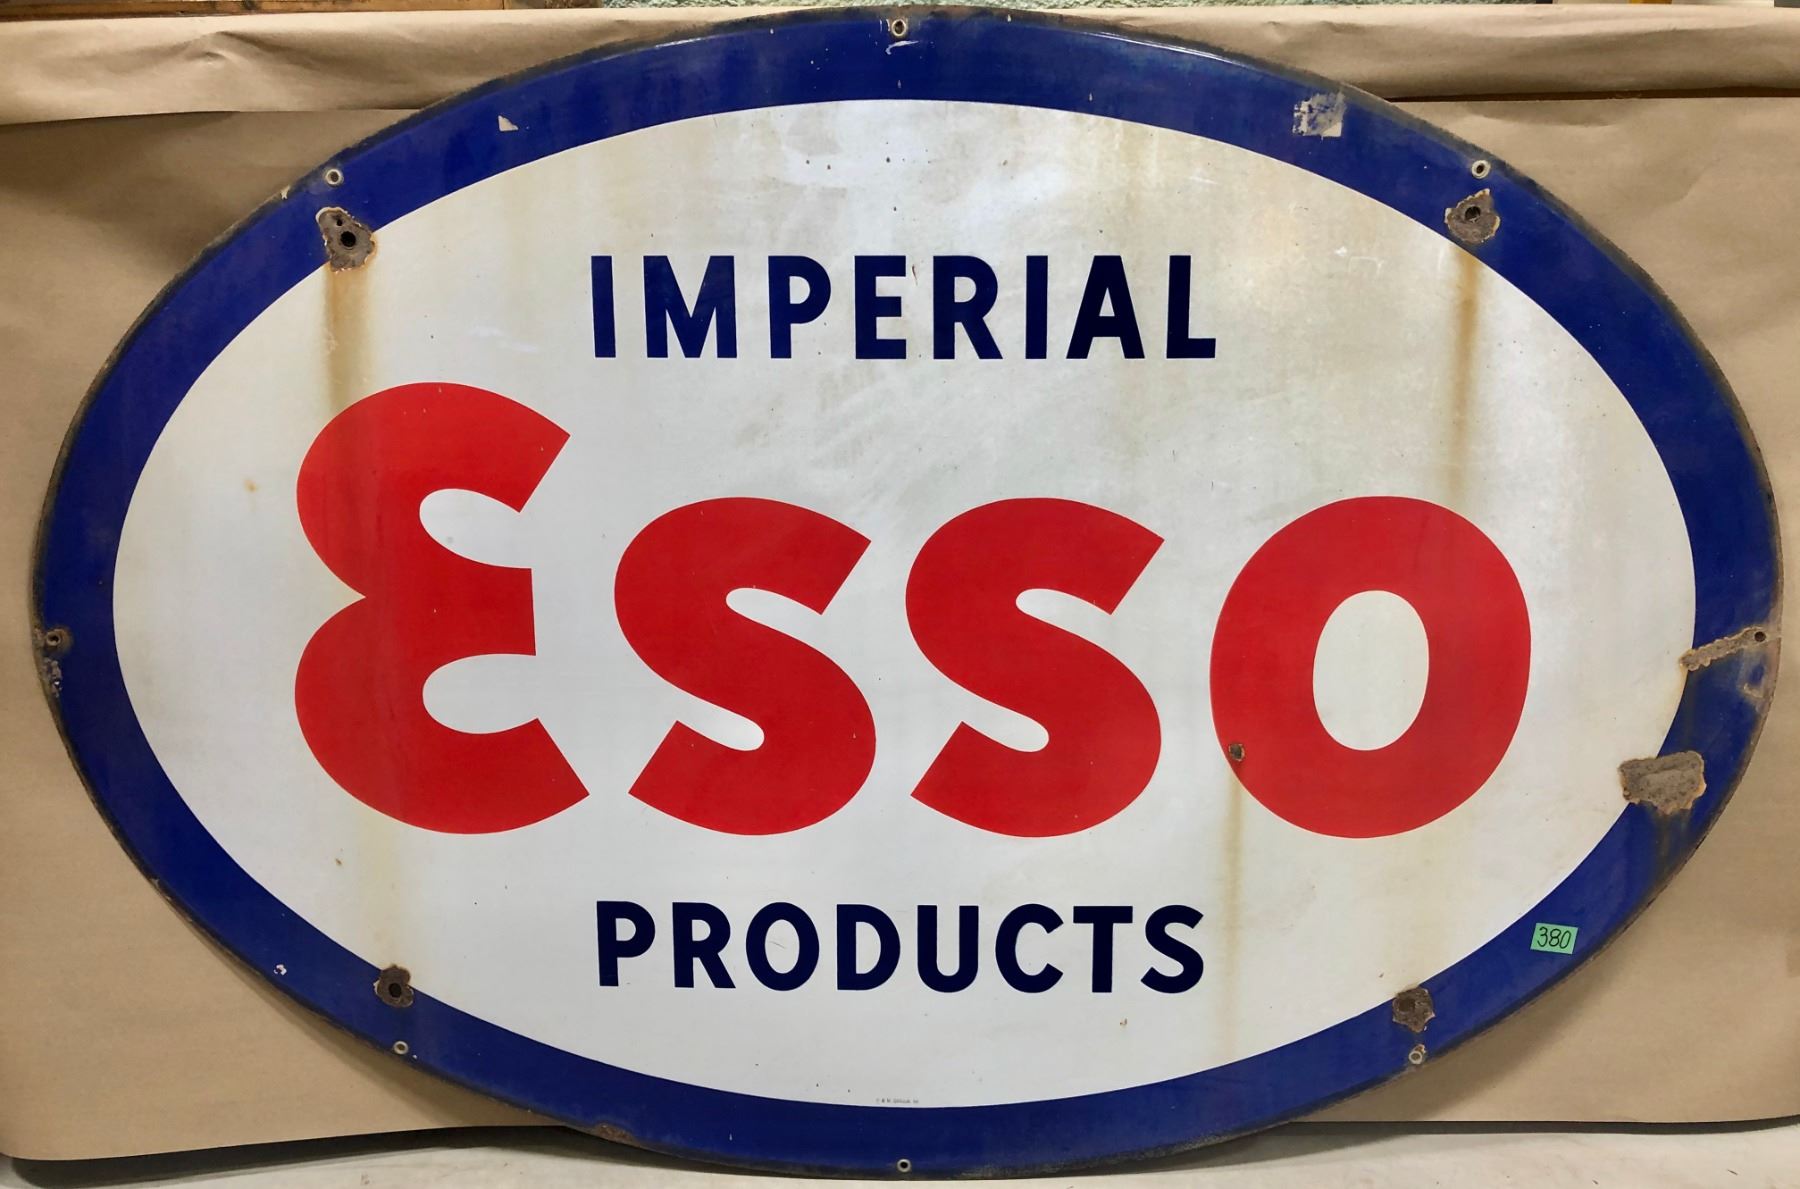 IMPERIAL
Esso
PRODUCTS
380